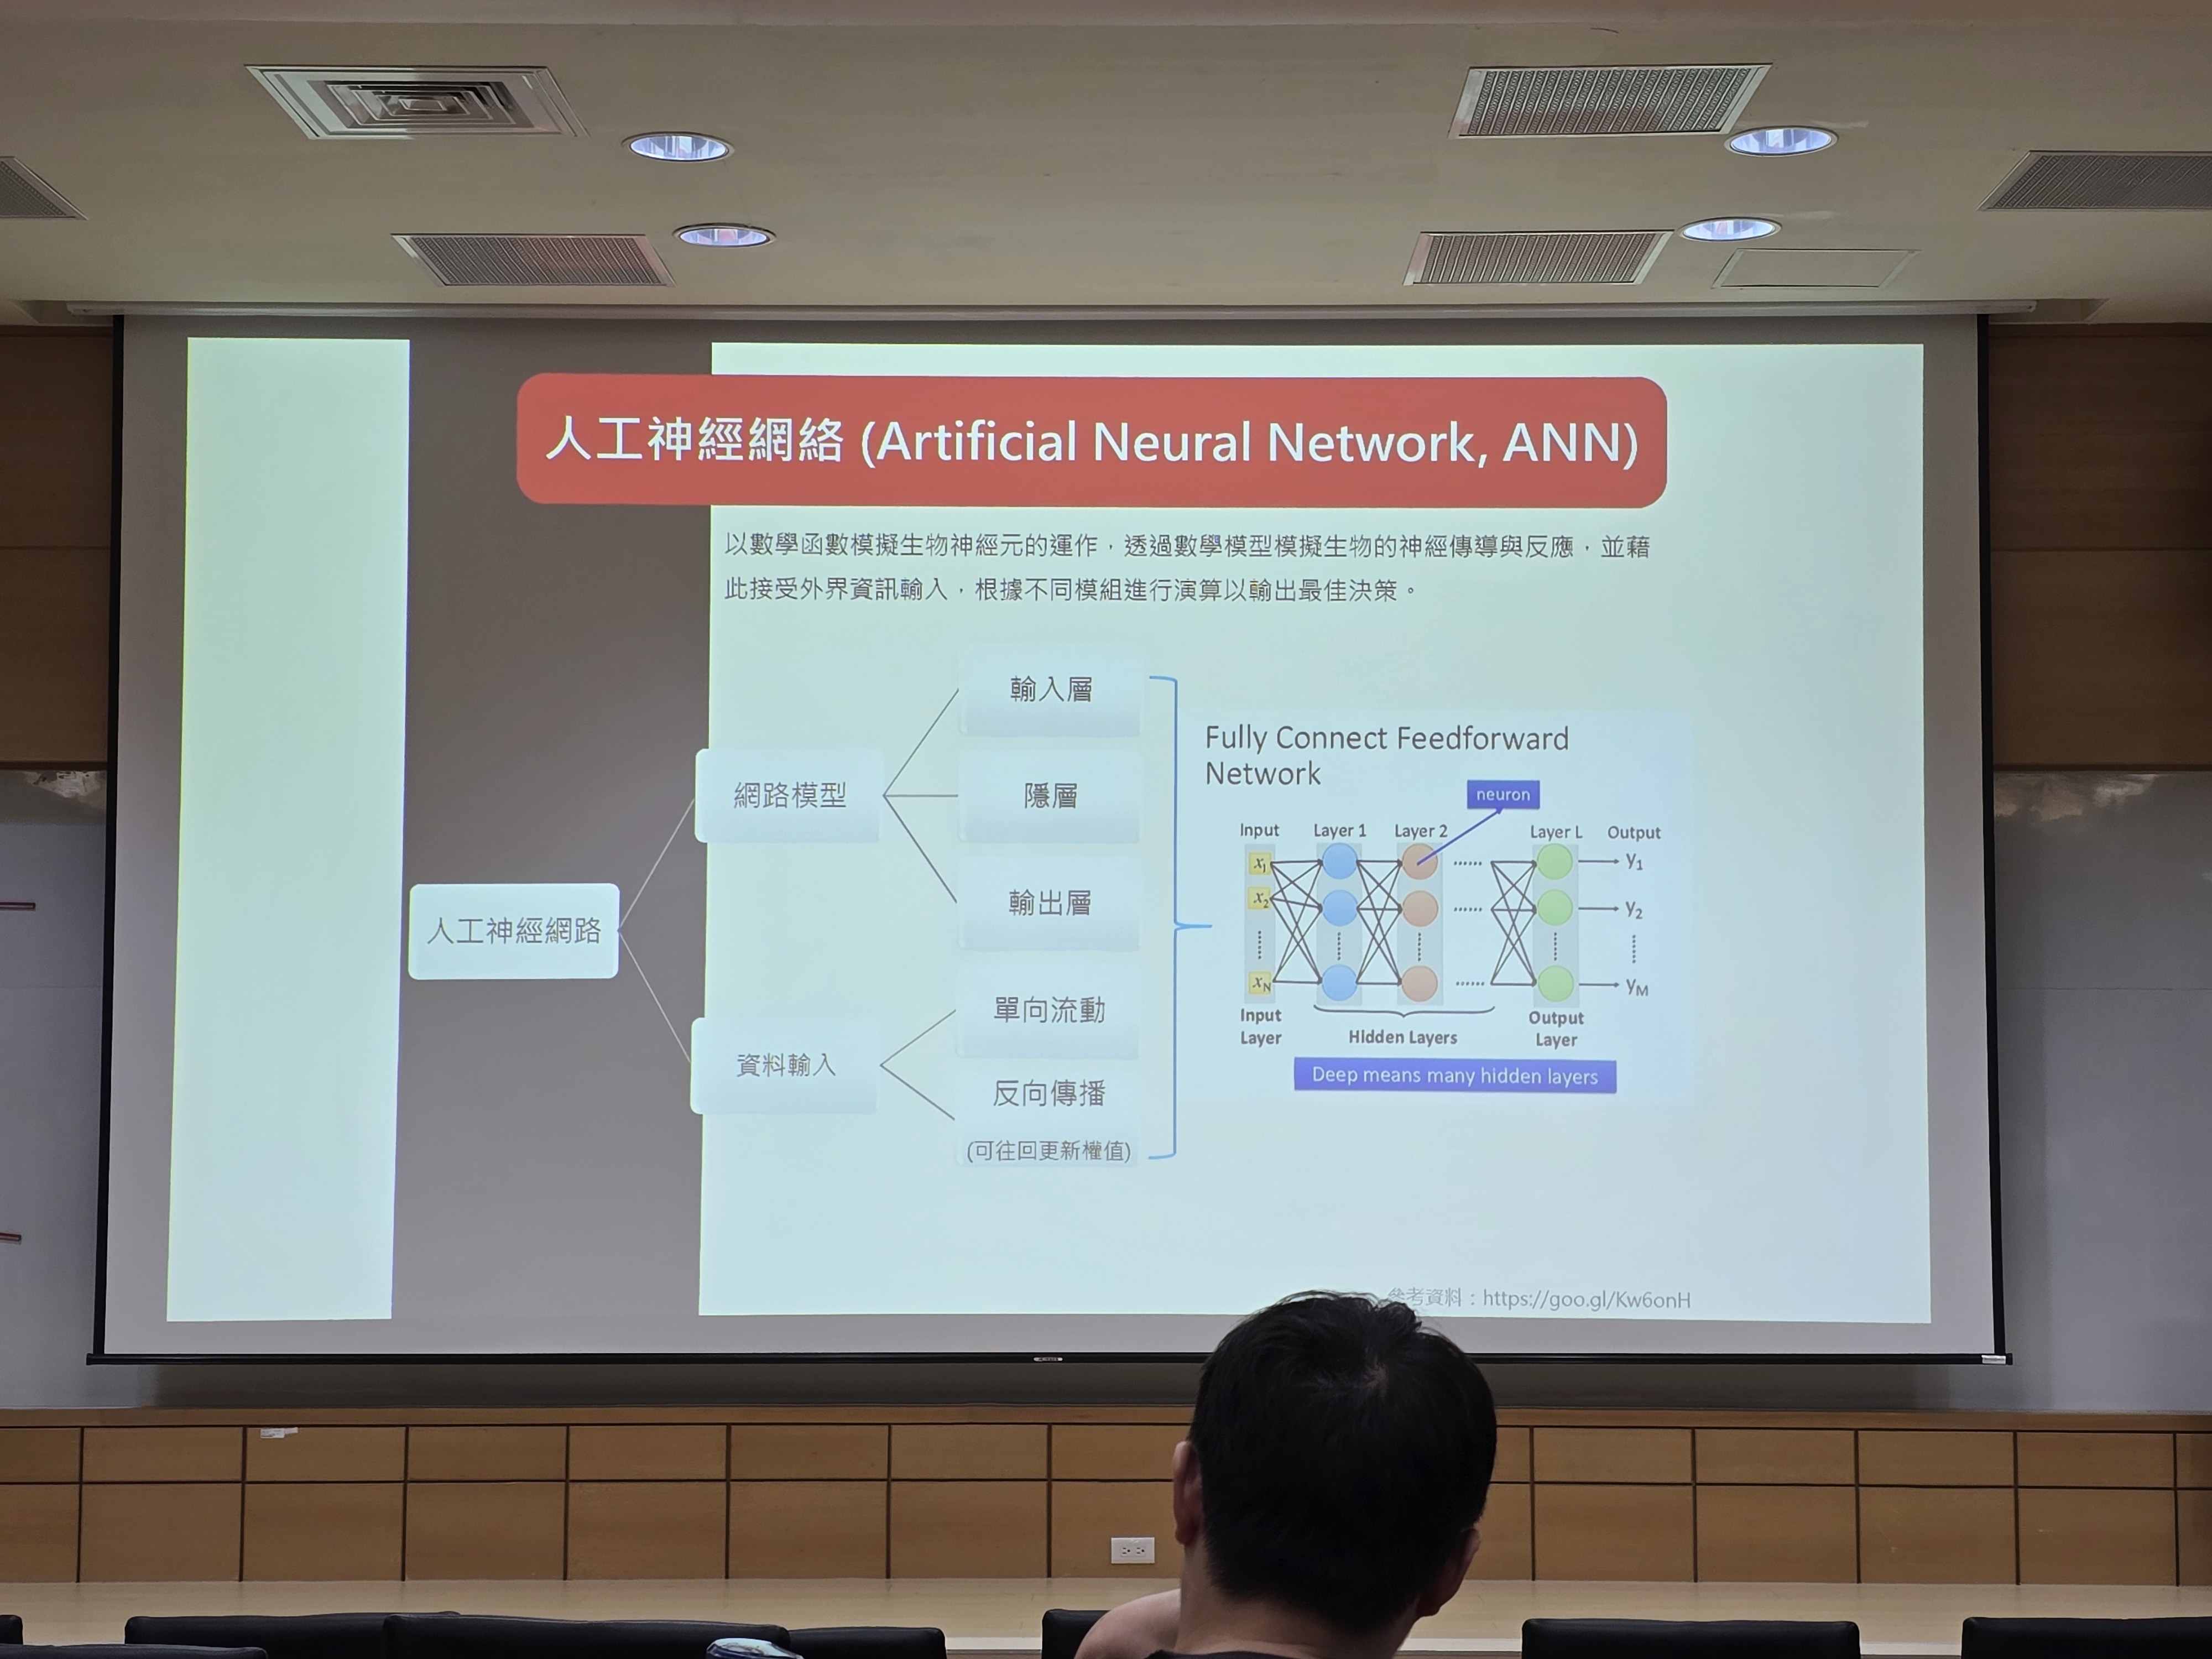 人工神經網絡 (Artificial Neural Network, ANN)
以數學函數模擬生物神經元的運作，透過數學模型模擬生物的神經傳導與反應，並藉
此接受外界資訊輸入，根據不同模組進行演算以輸出最佳決策。
人工神經網路
網路模型
輸入層
隱層
輸出層
資料輸入
單向流動
反向傳播
(可往回更新權值)
Fully Connect Feedforward
Network
neuron
Input Layer 1 Layer 2 Layer L Output
x1 y1
x2 y2
xN yM
Input
Layer
Hidden Layers
Output
Layer
Deep means many hidden layers
參考資料：https://goo.gl/Kw6onH